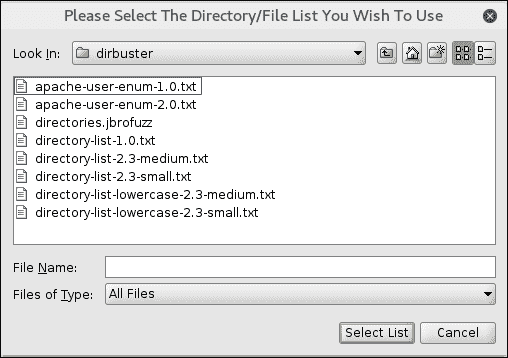 Please Select The Directory/File List You Wish To Use
Look In: dirbuster
apache-user-enum-1.0.txt
apache-user-enum-2.0.txt
directories.jbrofuzz
directory-list-1.0.txt
directory-list-2.3-medium.txt
directory-list-2.3-small.txt
directory-list-lowercase-2.3-medium.txt
directory-list-lowercase-2.3-small.txt
File Name:
Files of Type: All Files
Select List Cancel